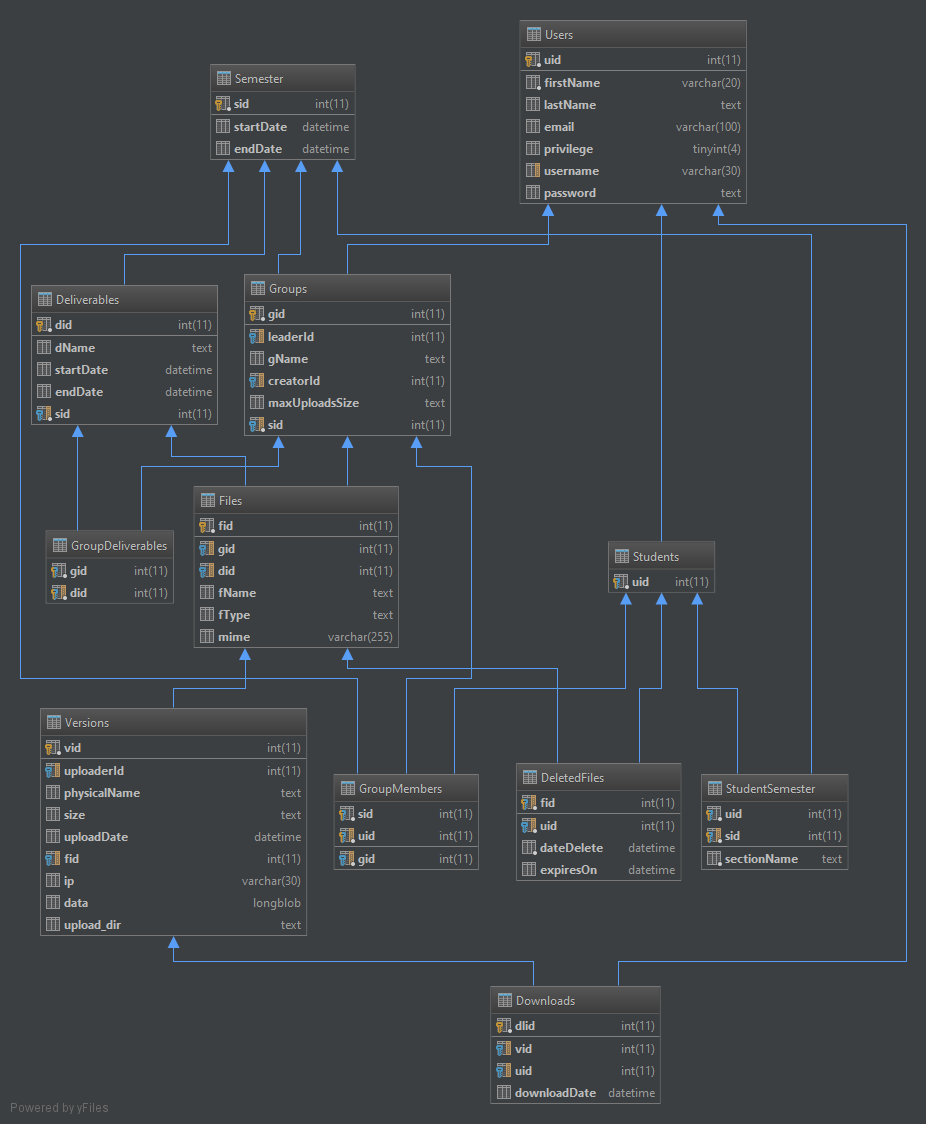 Users
uid int(11)
firstName varchar(20)
lastName text
email varchar(100)
privilege tinyint(4)
username varchar(30)
password text
Semester
sid int(11)
startDate datetime
endDate datetime
Deliverables
did int(11)
dName text
startDate datetime
endDate datetime
sid int(11)
Groups
gid int(11)
leaderId int(11)
gName text
creatorId int(11)
maxUploadsSize text
sid int(11)
GroupDeliverables
gid int(11)
did int(11)
Files
fid int(11)
gid int(11)
did int(11)
fName text
fType text
mime varchar(255)
Students
uid int(11)
Versions
vid int(11)
uploaderId int(11)
physicalName text
size text
uploadDate datetime
fid int(11)
ip varchar(30)
data longblob
upload_dir text
GroupMembers
sid int(11)
uid int(11)
gid int(11)
DeletedFiles
fid int(11)
uid int(11)
dateDelete datetime
expiresOn datetime
StudentSemester
uid int(11)
sid int(11)
sectionName text
Downloads
dlid int(11)
vid int(11)
uid int(11)
downloadDate datetime
Powered by yFiles